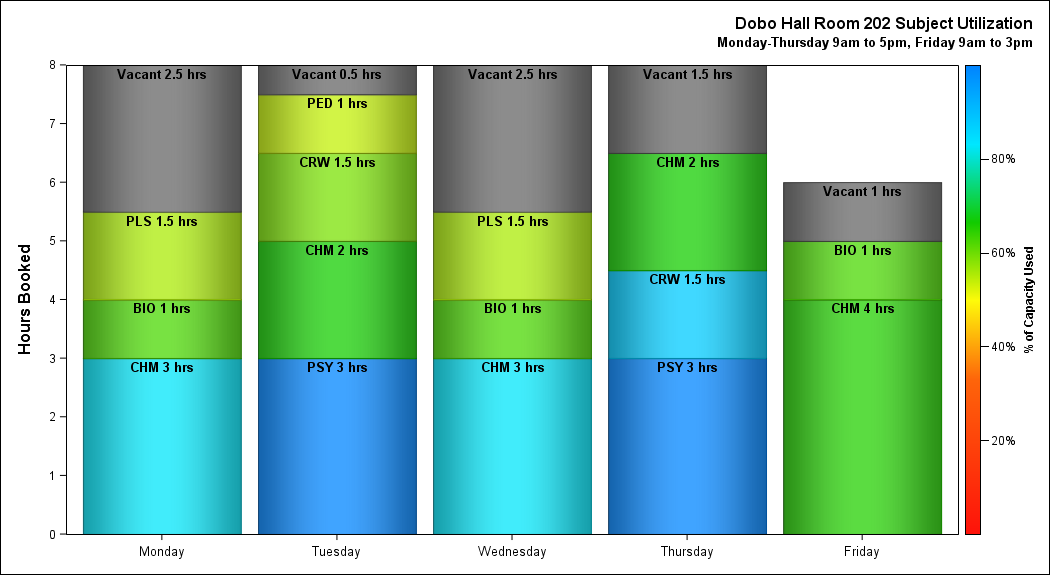 Dobo Hall Room 202 Subject Utilization
Monday-Thursday 9am to 5pm, Friday 9am to 3pm
Hours Booked
8
7
6
5
4
3
2
1
0
Vacant 2.5 hrs
PLS 1.5 hrs
BIO 1 hrs
CHM 3 hrs
Vacant 0.5 hrs
PED 1 hrs
CRW 1.5 hrs
CHM 2 hrs
PSY 3 hrs
Vacant 2.5 hrs
PLS 1.5 hrs
BIO 1 hrs
CHM 3 hrs
Vacant 1.5 hrs
CHM 2 hrs
CRW 1.5 hrs
PSY 3 hrs
Vacant 1 hrs
BIO 1 hrs
CHM 4 hrs
Monday
Tuesday
Wednesday
Thursday
Friday
80%
60%
40%
20%
% of Capacity Used